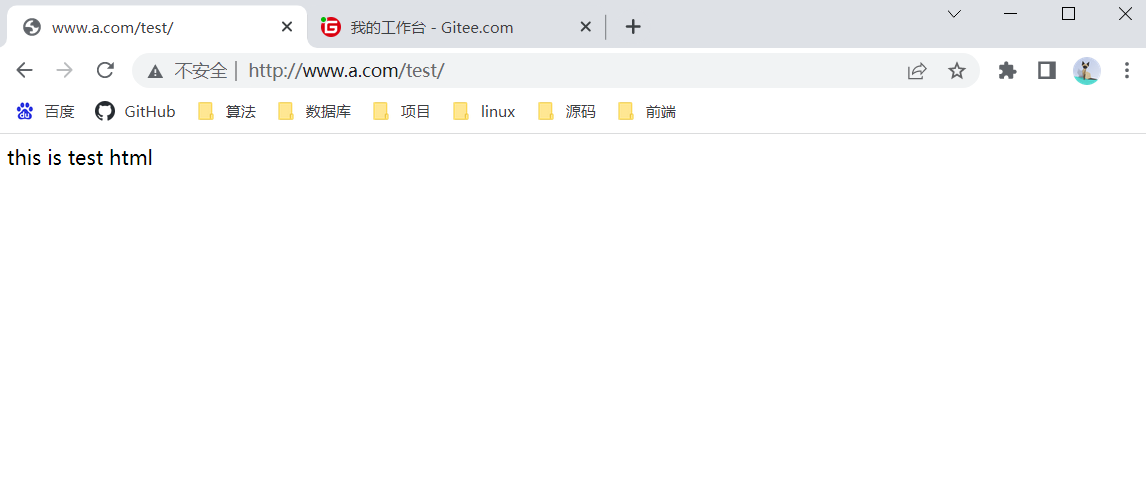 www.a.com/test/
我的工作台 - Gitee.com
不安全 | http://www.a.com/test/
百度 GitHub 算法 数据库 项目 linux 源码 前端
this is test html